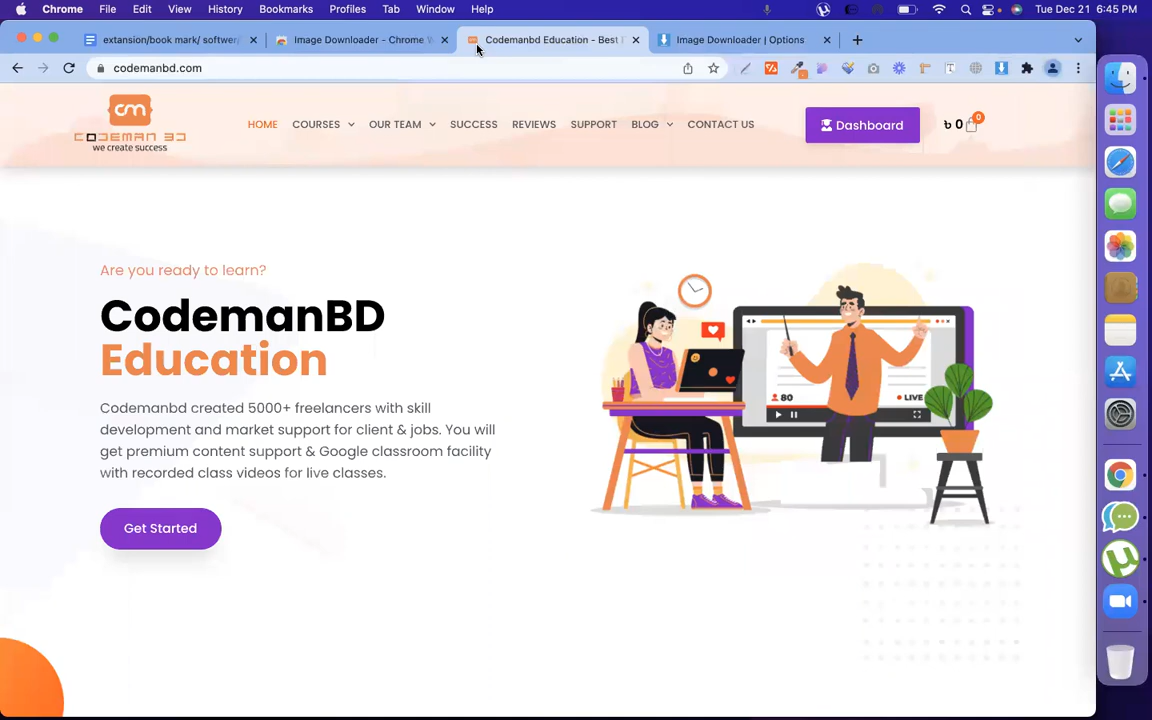 Chrome File Edit View History Bookmarks Profiles Tab Window Help Tue Dec 21 6:45 PM
extansion/book mark/ softwer/ Image Downloader - Chrome W Codemanbd Education - Best F Image Downloader | Options
codemanbd.com
cm
CODEMAN BD
we create success
HOME COURSES OUR TEAM SUCCESS REVIEWS SUPPORT BLOG CONTACT US Dashboard ৳ 0 0
Are you ready to learn?
CodemanBD
Education
Codemanbd created 5000+ freelancers with skill
development and market support for client & jobs. You will
get premium content support & Google classroom facility
with recorded class videos for live classes.
Get Started
80 LIVE